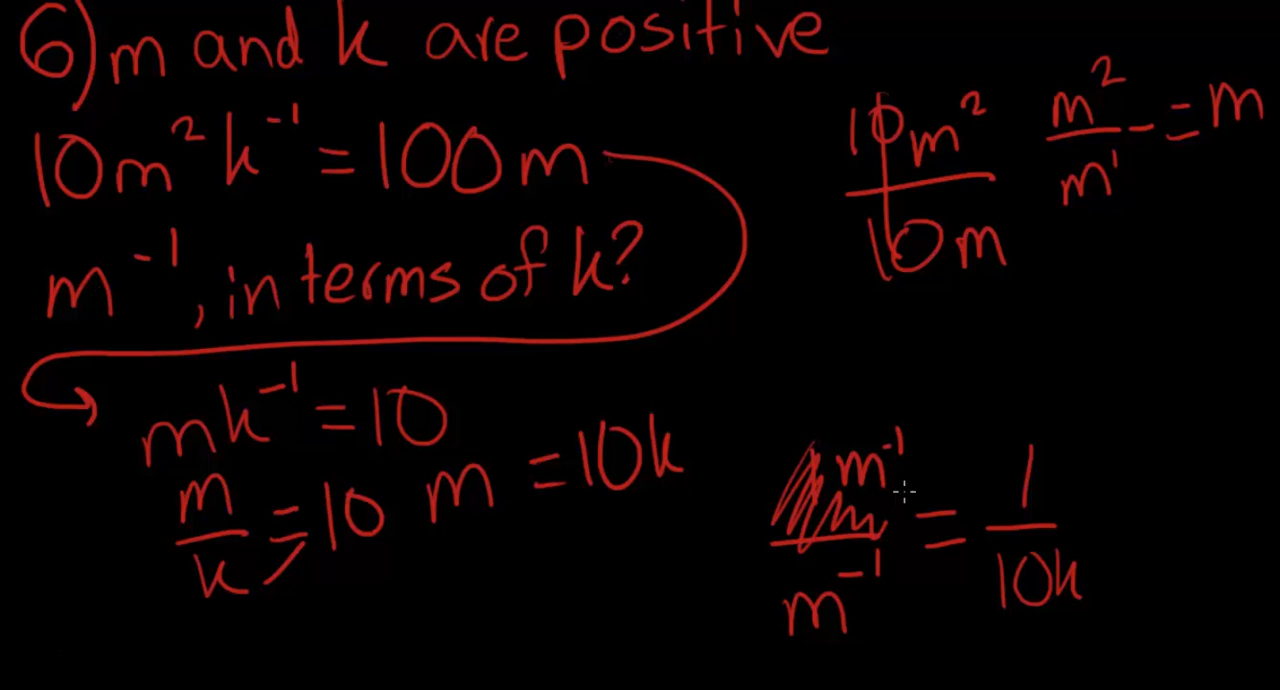 6) m and k are positive
10m² k⁻¹ = 100m
m⁻¹, in terms of k?
mk⁻¹ = 10
m/k = 10 m = 10k
10m²/10m m²/m¹ = m
m⁻¹
m⁻¹ = 1/10k